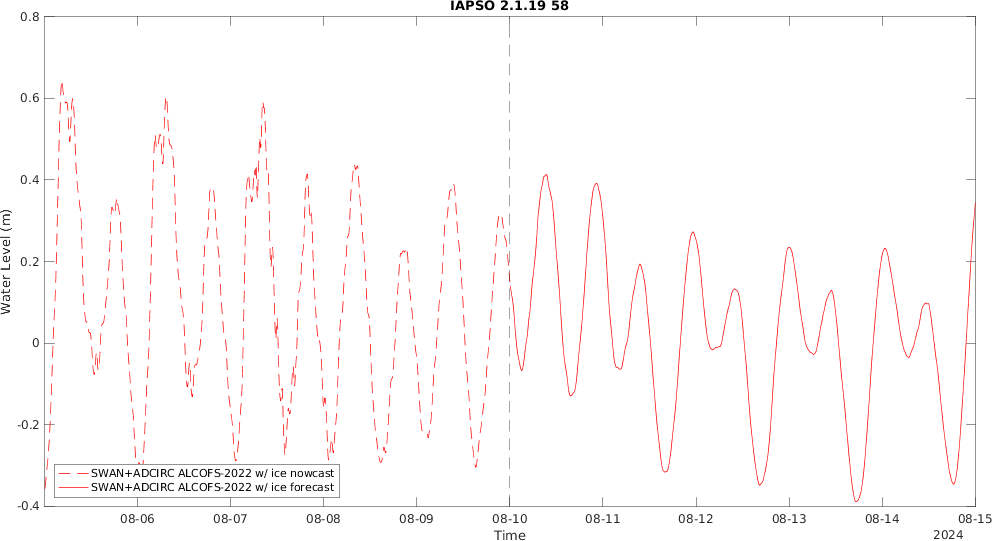 IAPSO 2.1.19 58
0.8
0.6
0.4
0.2
0
-0.2
-0.4
Water Level (m)
SWAN+ADCIRC ALCOFS-2022 w/ ice nowcast
SWAN+ADCIRC ALCOFS-2022 w/ ice forecast
08-06 08-07 08-08 08-09 08-10 08-11 08-12 08-13 08-14 08-15
Time
2024